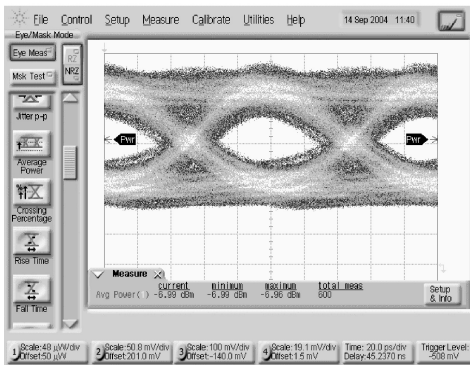 File Control Setup Measure Calibrate Utilities Help 14 Sep 2004 11:40
Eye/Mask Mode
Eye Meas
RZ
NRZ
Msk Test
Jitter p-p
Average Power
Crossing Percentage
Rise Time
Fall Time
Pwr Pwr
Measure
current minimum maximum total meas
Avg Power( ) -6.99 dBm -6.99 dBm -6.96 dBm 600
Setup & Info
1 Scale:48 µW/div Offset:50 µW
2 Scale:50.8 mV/div Offset:201.0 mV
3 Scale:100 mV/div Offset:-140.0 mV
4 Scale:19.1 mV/div Offset:1.5 mV
Time: 20.0 ps/div Delay:45.2370 ns
Trigger Level: -508 mV